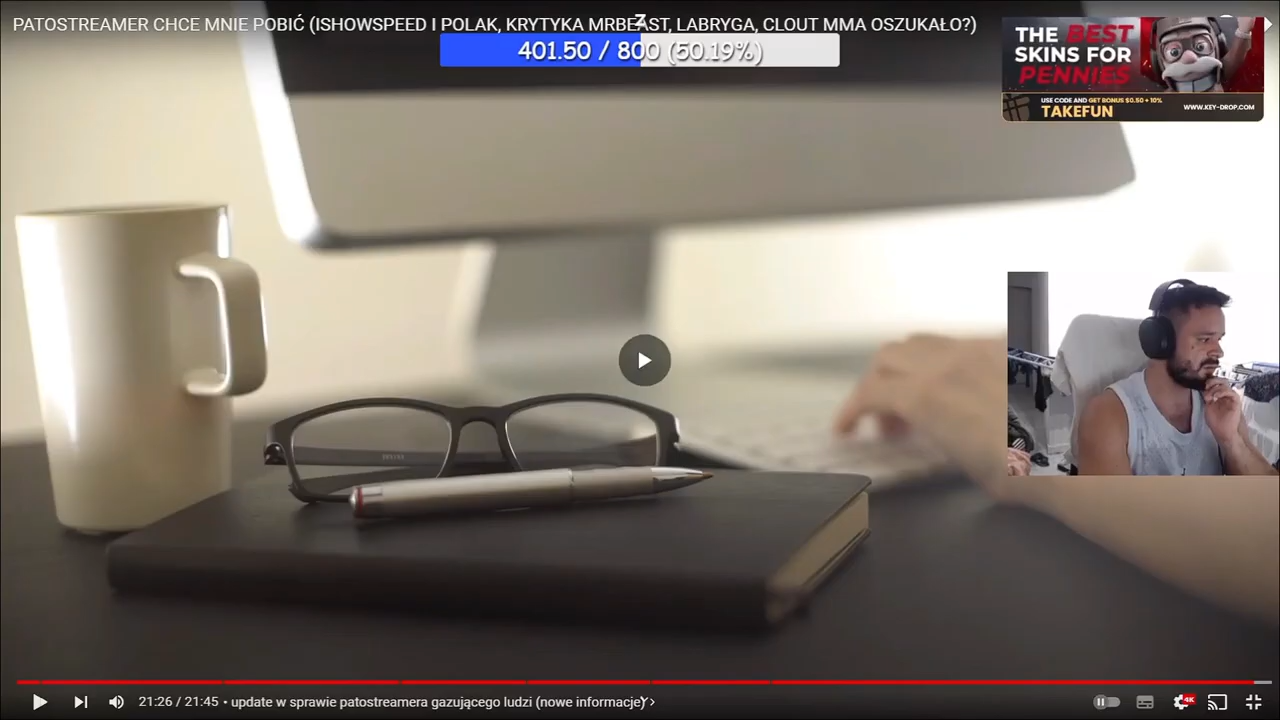 PATOSTREAMER CHCE MNIE POBIĆ (ISHOWSPEED I POLAK, KRYTYKA MRBEAST, LABRYGA, CLOUT MMA OSZUKAŁO?)
Z
401.50 / 800 (50.19%)
THE BEST
SKINS FOR
PENNIES
USE CODE AND GET BONUS $0.50 + 10%
TAKEFUN
WWW.KEY-DROP.COM
21:26 / 21:45 • update w sprawie patostreamera gazującego ludzi (nowe informacje)
4K